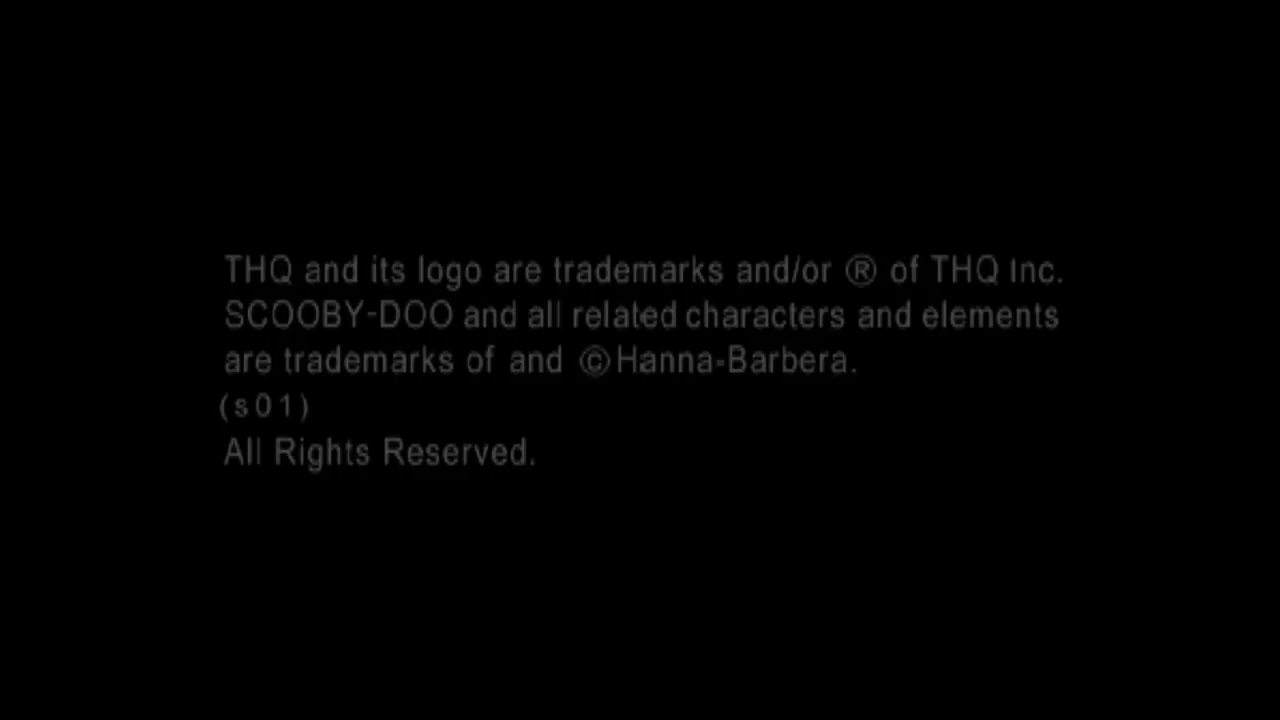 THQ and its logo are trademarks and/or ® of THQ Inc.
SCOOBY-DOO and all related characters and elements
are trademarks of and © Hanna-Barbera.
(s01)
All Rights Reserved.